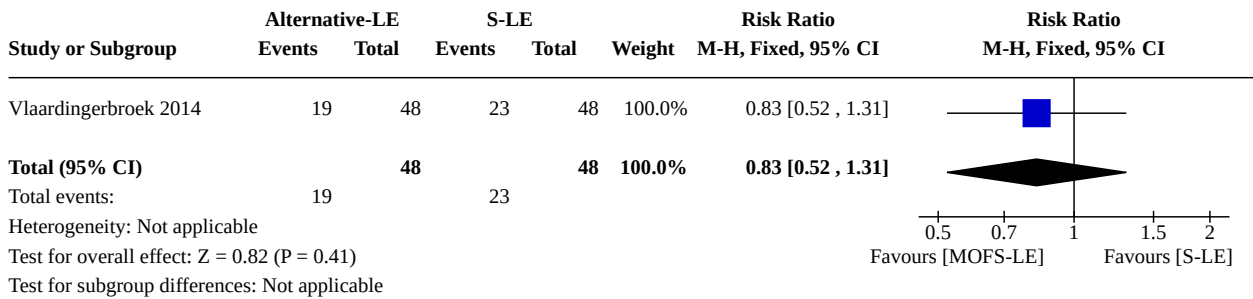 Alternative-LE S-LE Risk Ratio Risk Ratio
Study or Subgroup Events Total Events Total Weight M-H, Fixed, 95% CI M-H, Fixed, 95% CI
Vlaardingerbroek 2014 19 48 23 48 100.0% 0.83 [0.52 , 1.31]
Total (95% CI) 48 48 100.0% 0.83 [0.52 , 1.31]
Total events: 19 23
Heterogeneity: Not applicable
Test for overall effect: Z = 0.82 (P = 0.41)
Test for subgroup differences: Not applicable
0.5 0.7 1 1.5 2
Favours [MOFS-LE] Favours [S-LE]